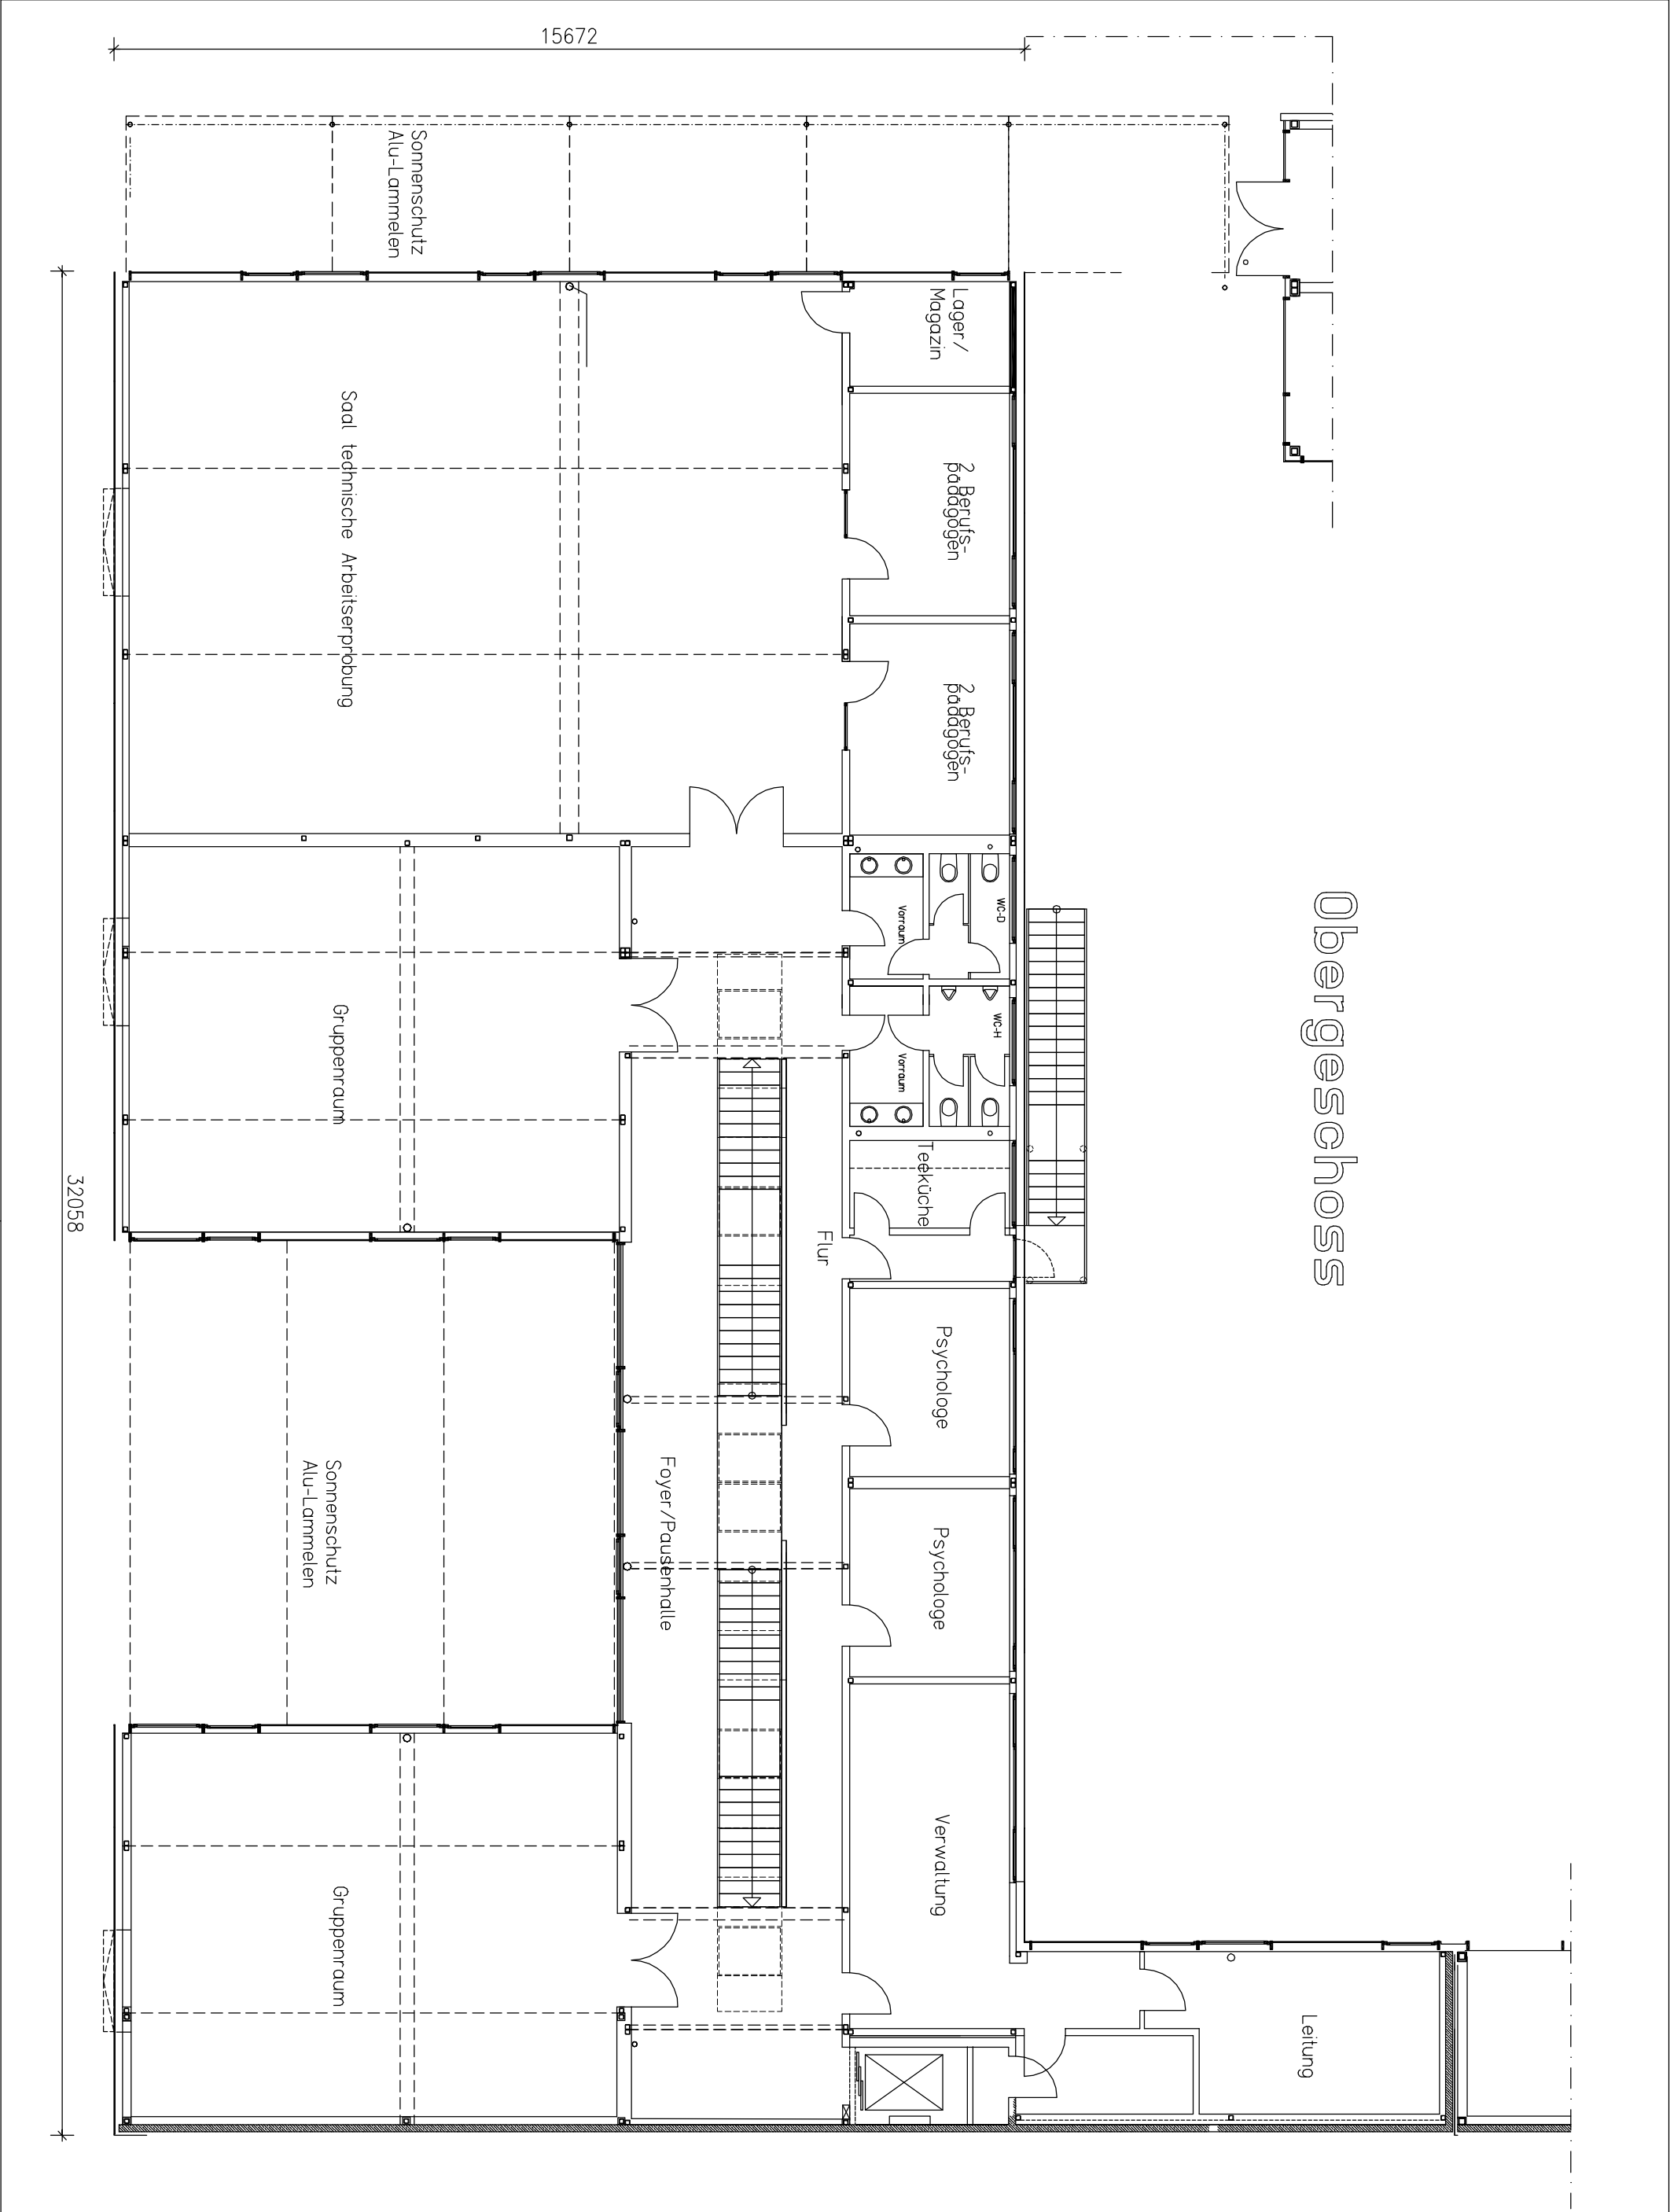 Obergeschoss
15672
32058
Sonnenschutz
Alu-Lammelen
Lager/
Magazin
2 Berufs-
pädagogen
2 Berufs-
pädagogen
Saal technische Arbeitserprobung
WC-D
Vorraum
WC-H
Vorraum
Teeküche
Flur
Gruppenraum
Psychologe
Psychologe
Foyer/Pausenhalle
Sonnenschutz
Alu-Lammelen
Verwaltung
Gruppenraum
Leitung